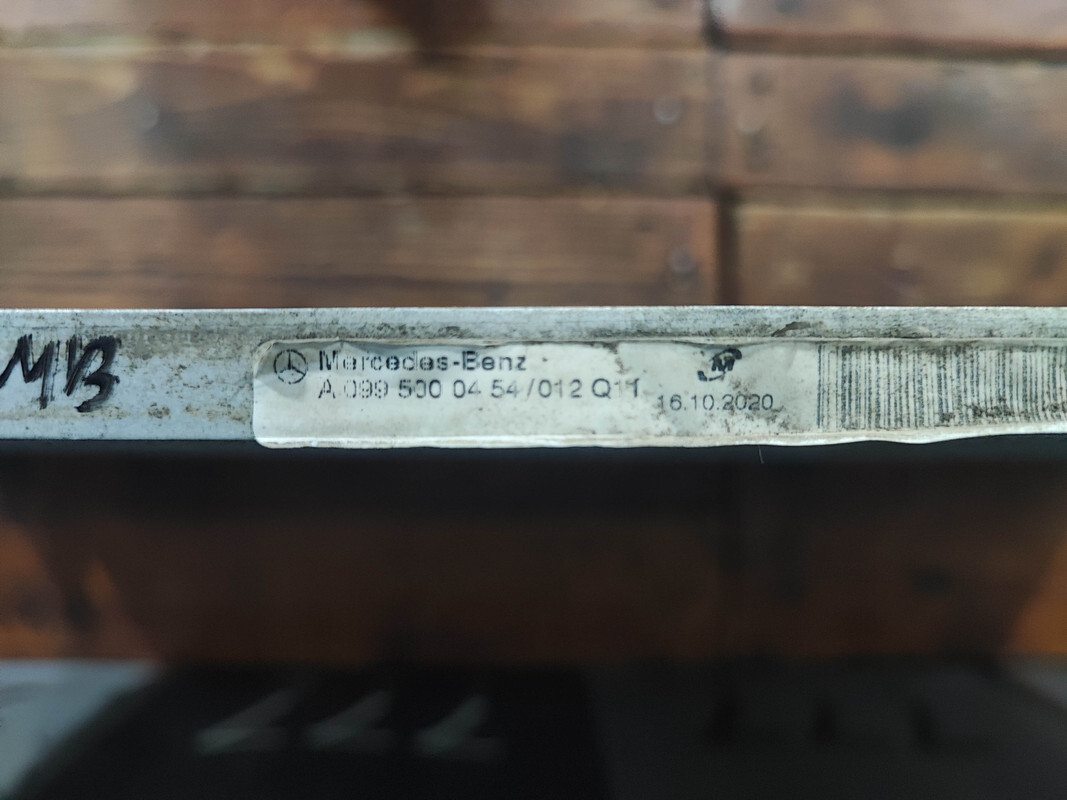 MB
Mercedes-Benz
A 099 500 04 54 / 012 Q11
16.10.2020